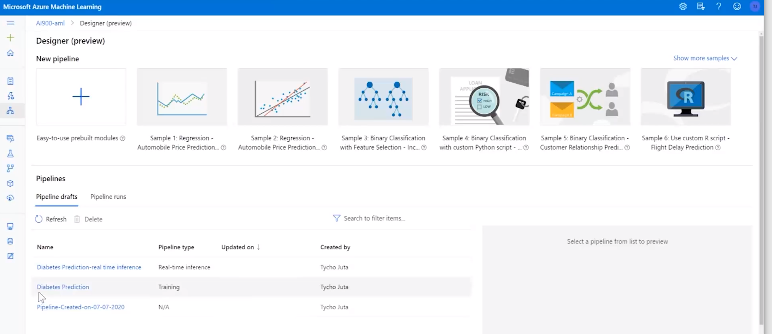 Microsoft Azure Machine Learning
AI900-aml > Designer (preview)
Designer (preview)
New pipeline
Show more samples
Easy-to-use prebuilt modules
Sample 1: Regression -
Automobile Price Prediction...
Sample 2: Regression -
Automobile Price Prediction...
Sample 3: Binary Classification
with Feature Selection - Inc...
Sample 4: Binary Classification
with custom Python script - ...
Sample 5: Binary Classification -
Customer Relationship Predi...
Sample 6: Use custom R script -
Flight Delay Prediction
Pipelines
Pipeline drafts Pipeline runs
Refresh Delete Search to filter items...
Select a pipeline from list to preview
Name Pipeline type Updated on ↓ Created by
Diabetes Prediction-real time inference Real-time inference Tycho Juta
Diabetes Prediction Training Tycho Juta
Pipeline-Created-on-07-07-2020 N/A Tycho Juta